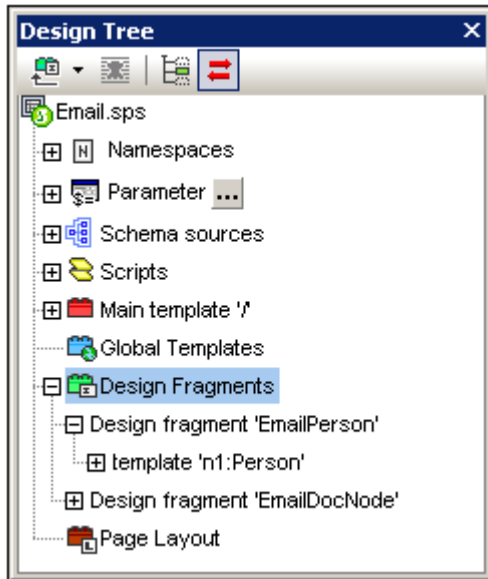 Design Tree
Email.sps
Namespaces
Parameter ...
Schema sources
Scripts
Main template '/'
Global Templates
Design Fragments
Design fragment 'EmailPerson'
template 'n1:Person'
Design fragment 'EmailDocNode'
Page Layout